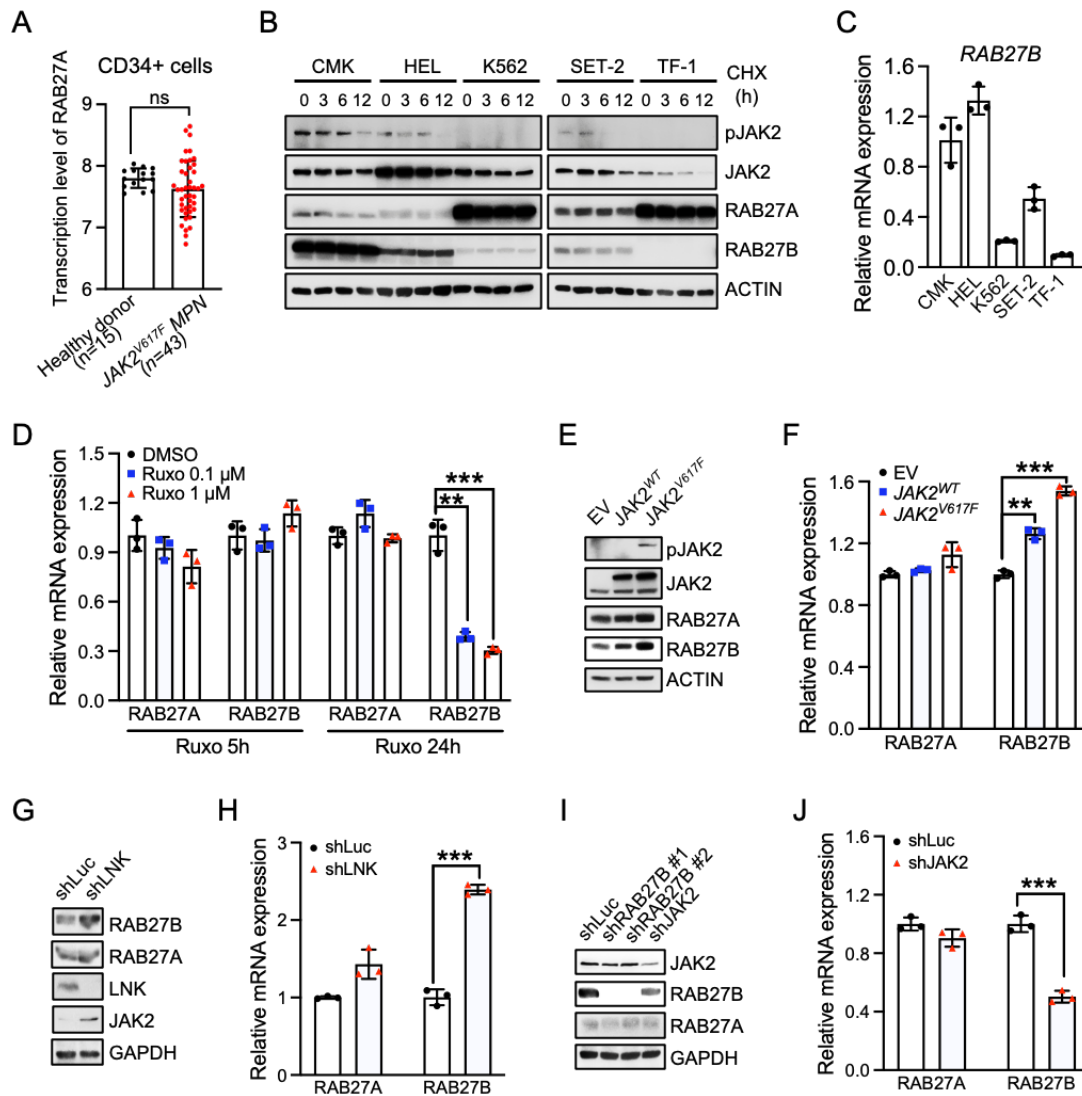 A
CD34+ cells
Transcription level of RAB27A
ns
9
8
7
6
Healthy donor
(n=15)
JAK2V617F MPN
(n=43)
B
CMK HEL K562 SET-2 TF-1 CHX
0 3 6 12 0 3 6 12 0 3 6 12 0 3 6 12 0 3 6 12 (h)
pJAK2
JAK2
RAB27A
RAB27B
ACTIN
C
RAB27B
Relative mRNA expression
1.6
1.2
0.8
0.4
0.0
CMK
HEL
K562
SET-2
TF-1
D
Relative mRNA expression
1.5
1.2
0.9
0.6
0.3
0.0
DMSO
Ruxo 0.1 µM
Ruxo 1 µM
***
**
RAB27A RAB27B RAB27A RAB27B
Ruxo 5h Ruxo 24h
E
EV
JAK2WT
JAK2V617F
pJAK2
JAK2
RAB27A
RAB27B
ACTIN
F
Relative mRNA expression
1.6
1.4
1.2
1.0
0.8
EV
JAK2WT
JAK2V617F
***
**
RAB27A RAB27B
G
shLuc
shLNK
RAB27B
RAB27A
LNK
JAK2
GAPDH
H
Relative mRNA expression
3
2
1
0
shLuc
shLNK
***
RAB27A RAB27B
I
shLuc
shRAB27B #1
shRAB27B #2
shJAK2
JAK2
RAB27B
RAB27A
GAPDH
J
Relative mRNA expression
1.6
1.2
0.8
0.4
0.0
shLuc
shJAK2
***
RAB27A RAB27B